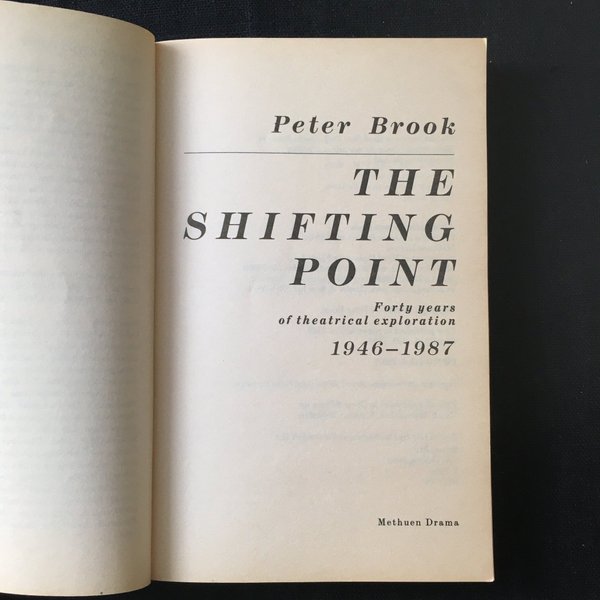 Peter Brook
THE
SHIFTING
POINT
Forty years
of theatrical exploration
1946–1987
Methuen Drama